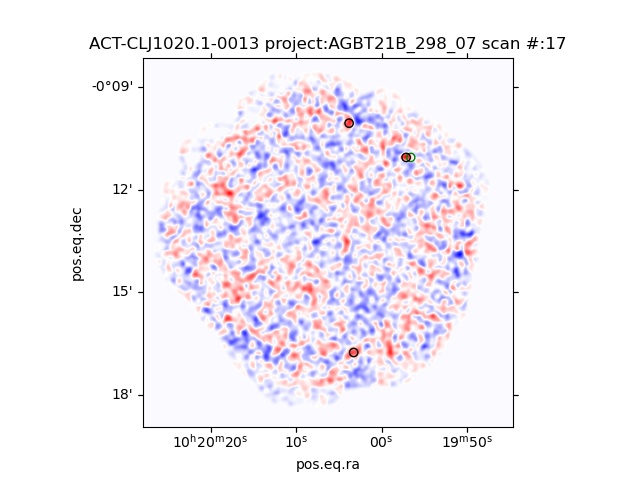 ACT-CLJ1020.1-0013 project:AGBT21B_298_07 scan #:17
-0°09'
12'
15'
18'
pos.eq.dec
10ʰ20ᵐ20ˢ 10ˢ 00ˢ 19ᵐ50ˢ
pos.eq.ra